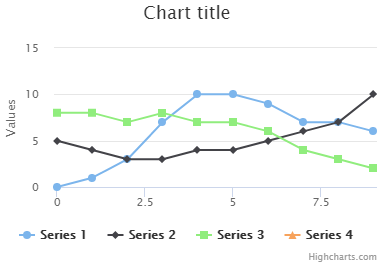 Chart title
15
10
5
0
Values
0 2.5 5 7.5
Series 1 Series 2 Series 3 Series 4
Highcharts.com